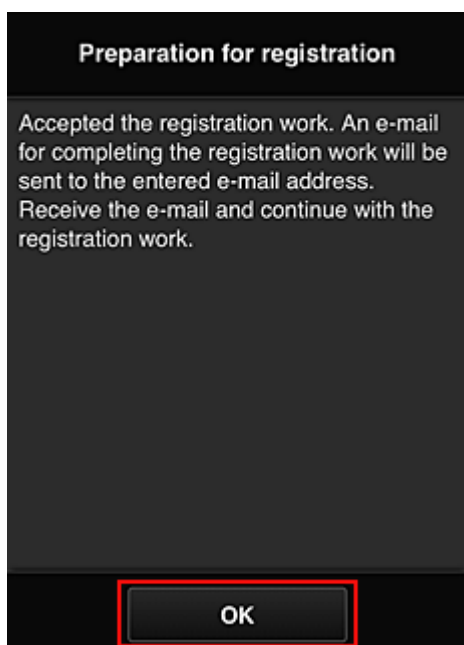 Preparation for registration
Accepted the registration work. An e-mail
for completing the registration work will be
sent to the entered e-mail address.
Receive the e-mail and continue with the
registration work.
OK